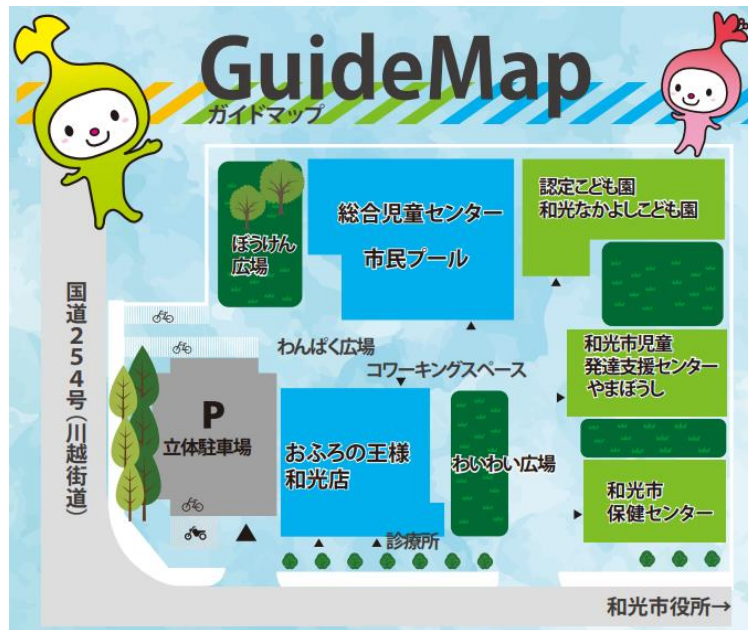 GuideMap
ガイドマップ
総合児童センター
市民プール
認定こども園
和光なかよしこども園
ぼうけん
広場
国道254号(川越街道)
わんぱく広場
コワーキングスペース
和光市児童
発達支援センター
やまぼうし
P
立体駐車場
おふろの王様
和光店
わいわい広場
和光市
保健センター
診療所
和光市役所→